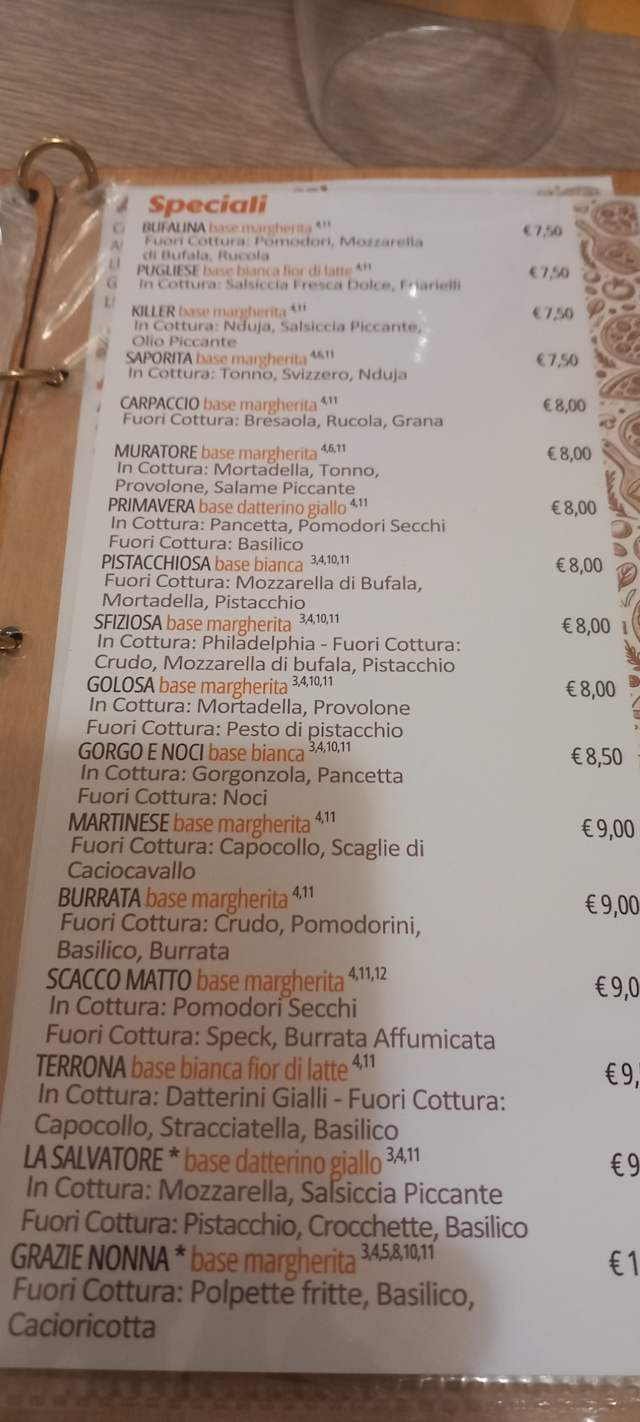 Speciali
BUFALINA base margherita 4,11 € 7,50
Fuori Cottura: Pomodori, Mozzarella
di Bufala, Rucola
PUGLIESE base bianca fior di latte 4,11 € 7,50
In Cottura: Salsiccia Fresca Dolce, Friarielli
KILLER base margherita 4,11 € 7,50
In Cottura: Nduja, Salsiccia Piccante,
Olio Piccante
SAPORITA base margherita 4,6,11 € 7,50
In Cottura: Tonno, Svizzero, Nduja
CARPACCIO base margherita 4,11 € 8,00
Fuori Cottura: Bresaola, Rucola, Grana
MURATORE base margherita 4,6,11 € 8,00
In Cottura: Mortadella, Tonno,
Provolone, Salame Piccante
PRIMAVERA base datterino giallo 4,11 € 8,00
In Cottura: Pancetta, Pomodori Secchi
Fuori Cottura: Basilico
PISTACCHIOSA base bianca 3,4,10,11 € 8,00
Fuori Cottura: Mozzarella di Bufala,
Mortadella, Pistacchio
SFIZIOSA base margherita 3,4,10,11 € 8,00
In Cottura: Philadelphia - Fuori Cottura:
Crudo, Mozzarella di bufala, Pistacchio
GOLOSA base margherita 3,4,10,11 € 8,00
In Cottura: Mortadella, Provolone
Fuori Cottura: Pesto di pistacchio
GORGO E NOCI base bianca 3,4,10,11 € 8,50
In Cottura: Gorgonzola, Pancetta
Fuori Cottura: Noci
MARTINESE base margherita 4,11 € 9,00
Fuori Cottura: Capocollo, Scaglie di
Caciocavallo
BURRATA base margherita 4,11 € 9,00
Fuori Cottura: Crudo, Pomodorini,
Basilico, Burrata
SCACCO MATTO base margherita 4,11,12 € 9,0
In Cottura: Pomodori Secchi
Fuori Cottura: Speck, Burrata Affumicata
TERRONA base bianca fior di latte 4,11 € 9,
In Cottura: Datterini Gialli - Fuori Cottura:
Capocollo, Stracciatella, Basilico
LA SALVATORE * base datterino giallo 3,4,11 € 9
In Cottura: Mozzarella, Salsiccia Piccante
Fuori Cottura: Pistacchio, Crocchette, Basilico
GRAZIE NONNA * base margherita 3,4,5,8,10,11 € 1
Fuori Cottura: Polpette fritte, Basilico,
Cacioricotta